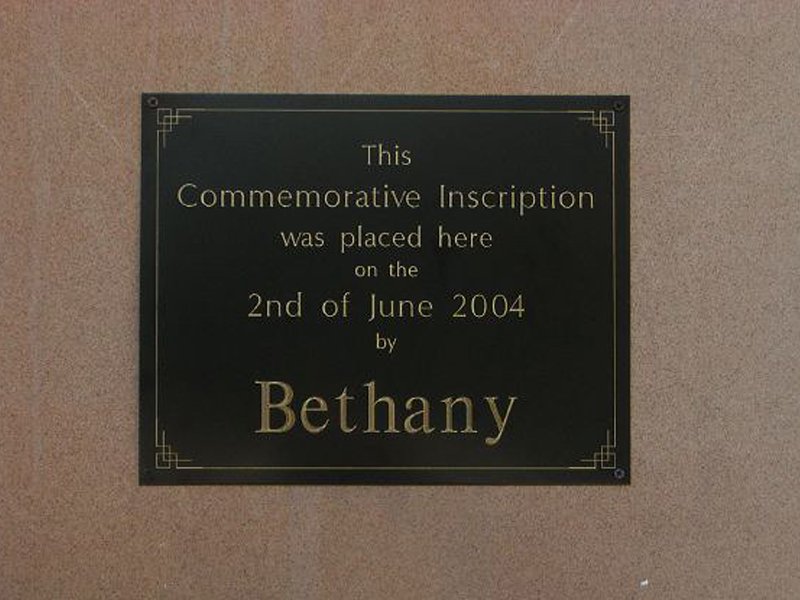 This
Commemorative Inscription
was placed here
on the
2nd of June 2004
by
Bethany